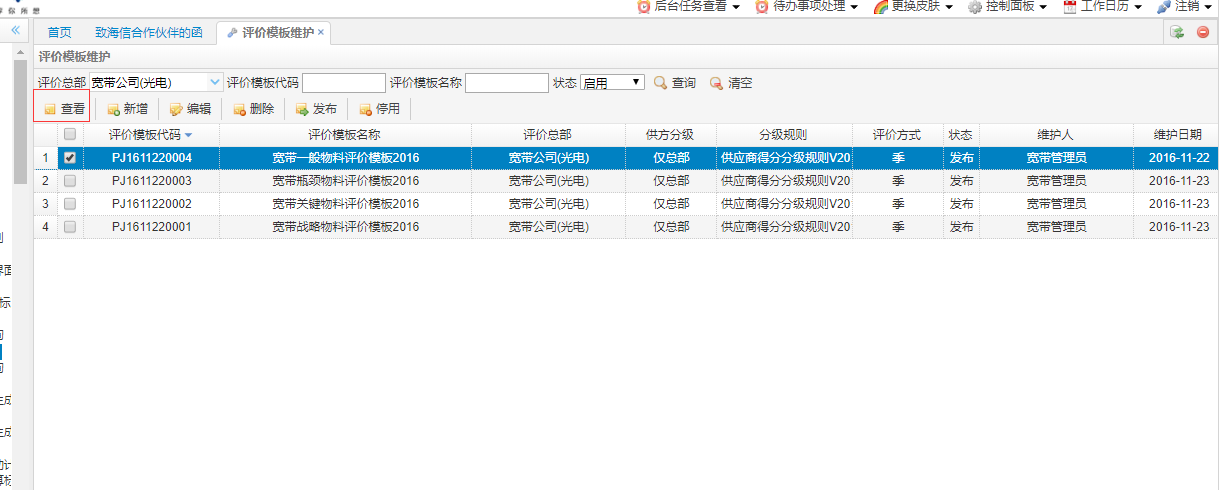 后台任务查看 待办事项处理 更换皮肤 控制面板 工作日历 注销
首页 致海信合作伙伴的函 评价模板维护
评价模板维护
评价总部 宽带公司(光电) 评价模板代码 评价模板名称 状态 启用 查询 清空
查看 新增 编辑 删除 发布 停用
评价模板代码 评价模板名称 评价总部 供方分级 分级规则 评价方式 状态 维护人 维护日期
1 PJ1611220004 宽带一般物料评价模板2016 宽带公司(光电) 仅总部 供应商得分分级规则V20 季 发布 宽带管理员 2016-11-22
2 PJ1611220003 宽带瓶颈物料评价模板2016 宽带公司(光电) 仅总部 供应商得分分级规则V20 季 发布 宽带管理员 2016-11-23
3 PJ1611220002 宽带关键物料评价模板2016 宽带公司(光电) 仅总部 供应商得分分级规则V20 季 发布 宽带管理员 2016-11-23
4 PJ1611220001 宽带战略物料评价模板2016 宽带公司(光电) 仅总部 供应商得分分级规则V20 季 发布 宽带管理员 2016-11-23